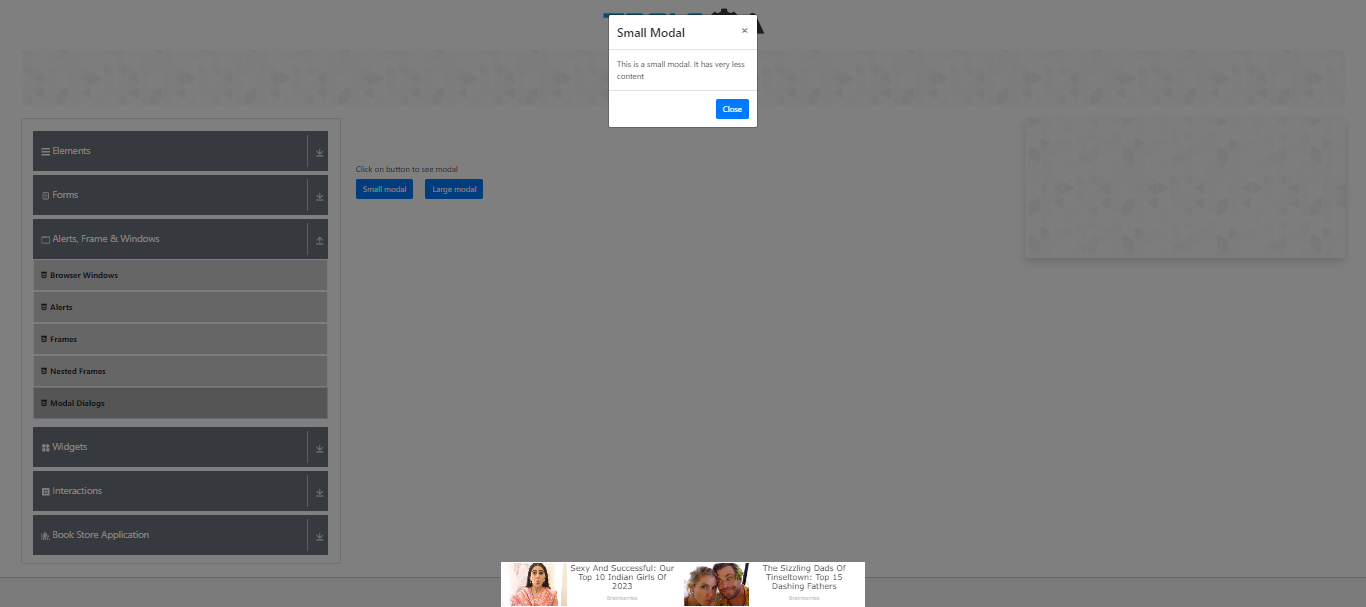 Small Modal
×
This is a small modal. It has very less
content
Close
Elements
Forms
Alerts, Frame & Windows
Browser Windows
Alerts
Frames
Nested Frames
Modal Dialogs
Widgets
Interactions
Book Store Application
Click on button to see modal
Small modal
Large modal
Sexy And Successful: Our
Top 10 Indian Girls Of
2023
Brainberries
The Sizzling Dads Of
Tinseltown: Top 15
Dashing Fathers
Brainberries